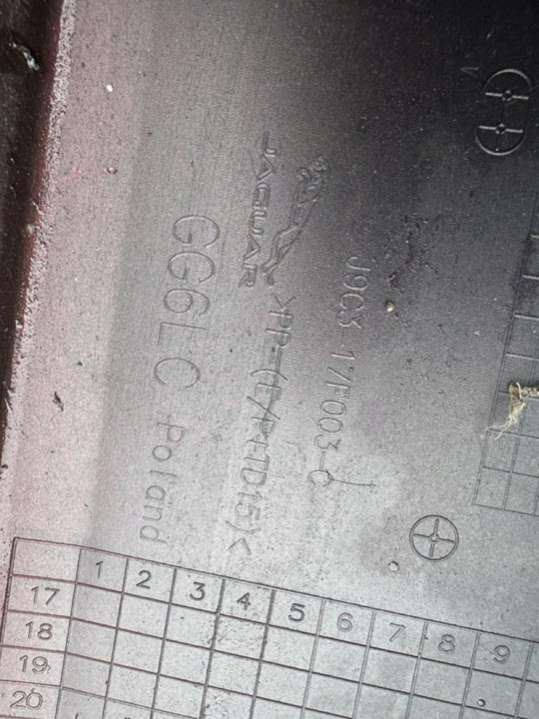 J9C3 17F003-C
JAGUAR
>PP-(E/P-TD15)<
GG6LC Poland
1 2 3 4 5 6 7 8 9
17
18
19
20